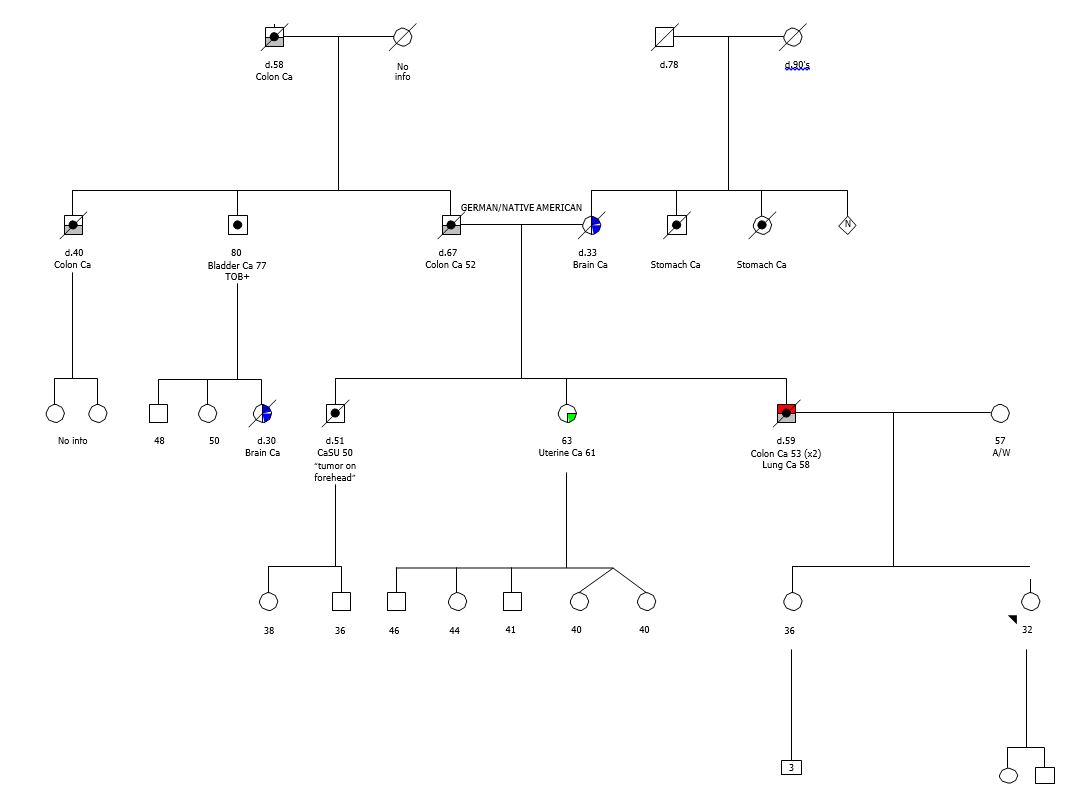 d.58
Colon Ca
No
info
d.78
d.90's
GERMAN/NATIVE AMERICAN
N
d.40
Colon Ca
80
Bladder Ca 77
TOB+
d.67
Colon Ca 52
d.33
Brain Ca
Stomach Ca
Stomach Ca
No info
48
50
d.30
Brain Ca
d.51
CaSU 50
"tumor on
forehead"
63
Uterine Ca 61
d.59
Colon Ca 53 (x2)
Lung Ca 58
57
A/W
38
36
46
44
41
40
40
36
32
3